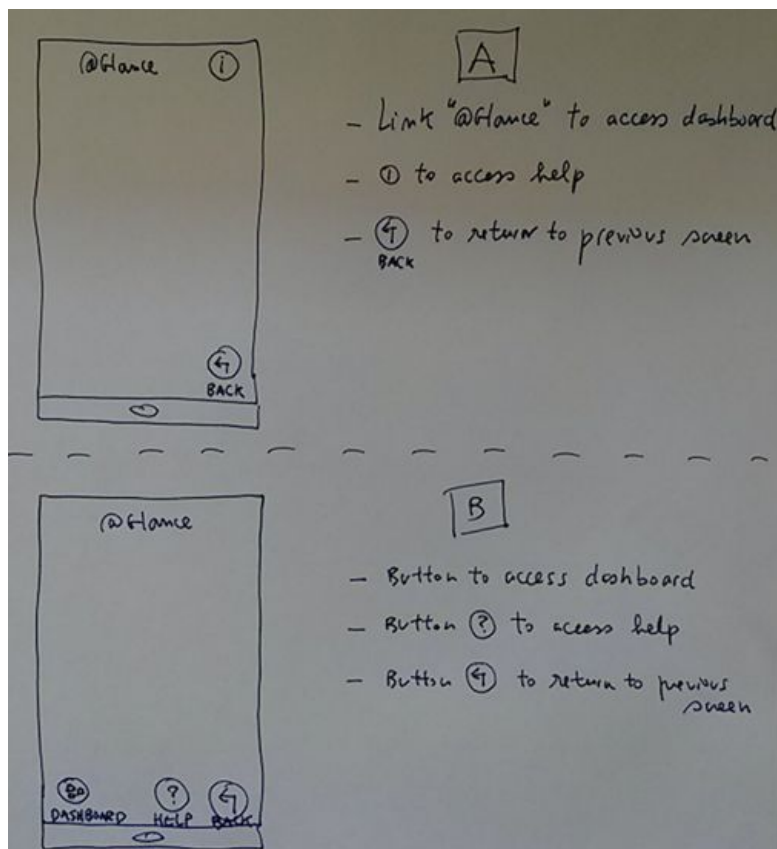 @Glance i
A
- Link "@Glance" to access dashboard
- i to access help
- to return to previous screen
BACK
BACK
@Glance
B
- Button to access dashboard
- Button ? to access help
- Button to return to previous
screen
?
DASHBOARD HELP BACK